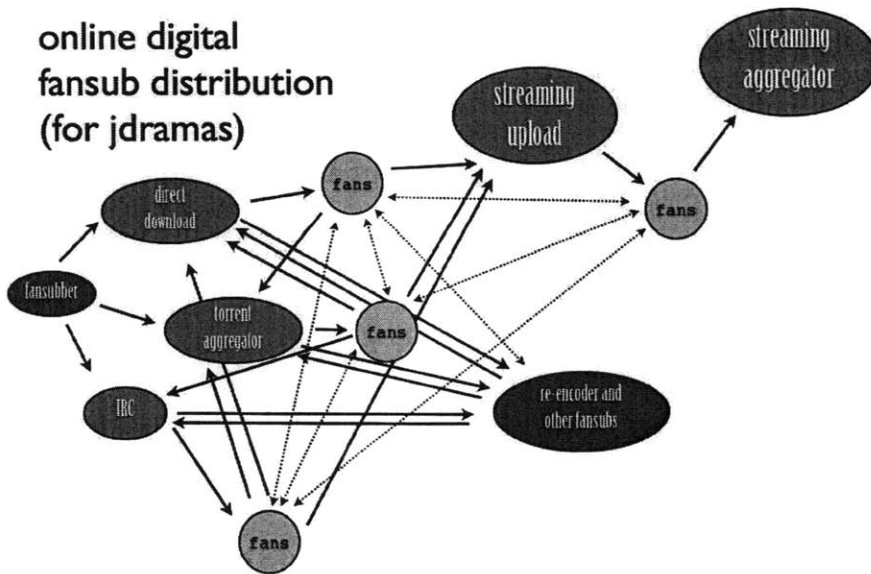 online digital
fansub distribution
(for jdramas)
streaming
aggregator
streaming
upload
fans
direct
download
fans
fansubber
torrent
aggregator
fans
re-encoder and
other fansubs
IRC
fans